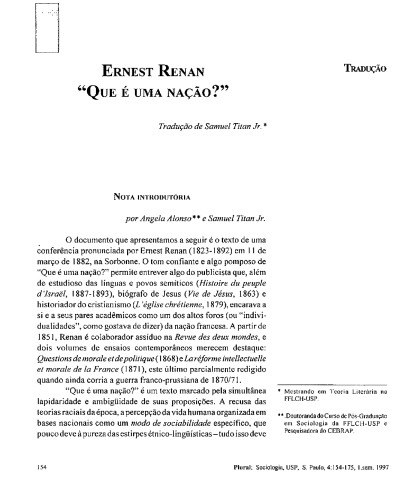 ERNEST RENAN
TRADUÇÃO
“QUE É UMA NAÇÃO?”
Tradução de Samuel Titan Jr.*
NOTA INTRODUTÓRIA
por Angela Alonso** e Samuel Titan Jr.
O documento que apresentamos a seguir é o texto de uma
conferência pronunciada por Ernest Renan (1823-1892) em 11 de
março de 1882, na Sorbonne. O tom confiante e algo pomposo de
“Que é uma nação?” permite entrever algo do publicista que, além
de estudioso das línguas e povos semíticos (Histoire du peuple
d'Israël, 1887-1893), biógrafo de Jesus (Vie de Jésus, 1863) e
historiador do cristianismo (L'église chrétienne, 1879), encarava a
si e a seus pares acadêmicos como um dos altos foros (ou “indivi-
dualidades”, como gostava de dizer) da nação francesa. A partir de
1851, Renan é colaborador assíduo na Revue des deux mondes, e
dois volumes de ensaios contemporâneos merecem destaque:
Questions de morale et de politique (1868) e La réforme intellectuelle
et morale de la France (1871), este último parcialmente redigido
quando ainda corria a guerra franco-prussiana de 1870/71.
“Que é uma nação?” é um texto marcado pela simultânea
lapidaridade e ambigüidade de suas proposições. A recusa das
teorias raciais da época, a percepção da vida humana organizada em
bases nacionais como um modo de sociabilidade específico, que
pouco deve à pureza das estirpes étnico-lingüísticas – tudo isso deve
* Mestrando em Teoria Literária na
FFLCH-USP.
** Doutoranda do Curso de Pós-Graduação
em Sociologia da FFLCH-USP e
Pesquisadora do CEBRAP.
154
Plural; Sociologia, USP, S. Paulo, 4:154-175, 1.sem. 1997